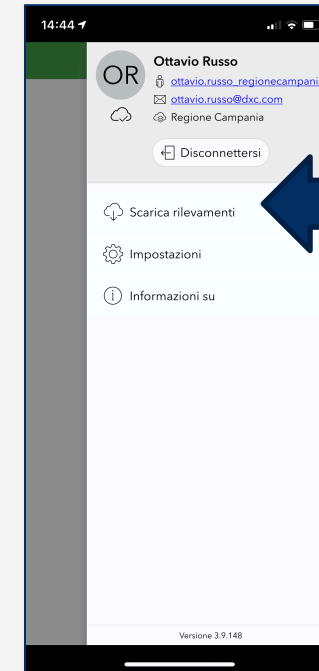 14:44
OR
Ottavio Russo
ottavio.russo_regionecampani
ottavio.russo@dxc.com
Regione Campania
Disconnettersi
Scarica rilevamenti
Impostazioni
Informazioni su
Versione 3.9.148